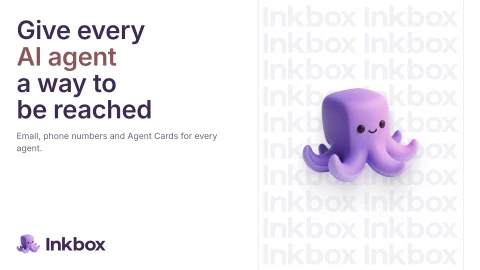 Give every
AI agent
a way to
be reached
Email, phone numbers and Agent Cards for every
agent.
Inkbox
Inkbox Inkbox
Inkbox Inkbox
Inkbox Inkbox
Inkbox Inkbox
Inkbox Inkbox
Inkbox Inkbox
Inkbox Inkbox
Inkbox Inkbox
Inkbox Inkbox
Inkbox Inkbox